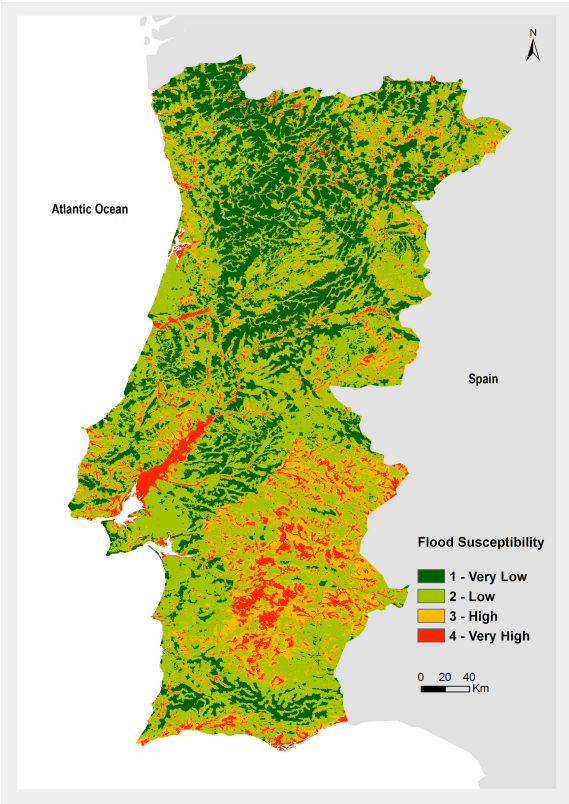 N
Atlantic Ocean
Spain
Flood Susceptibility
1 - Very Low
2 - Low
3 - High
4 - Very High
0 20 40
Km